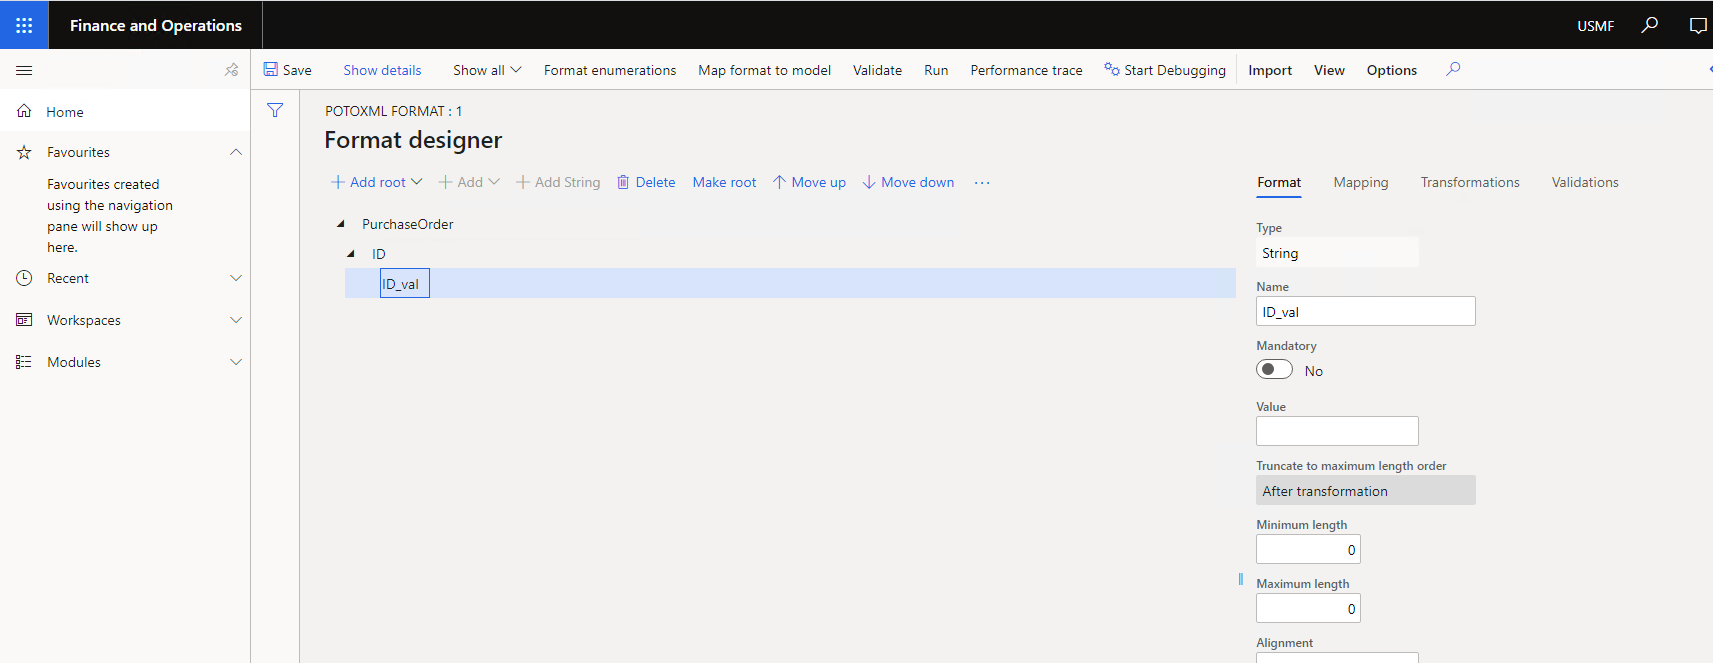 Finance and Operations
USMF
Save Show details Show all Format enumerations Map format to model Validate Run Performance trace Start Debugging Import View Options
Home
Favourites
Favourites created
using the navigation
pane will show up
here.
Recent
Workspaces
Modules
POTOXML FORMAT : 1
Format designer
Add root Add Add String Delete Make root Move up Move down ...
PurchaseOrder
ID
ID_val
Format Mapping Transformations Validations
Type
String
Name
ID_val
Mandatory
No
Value
Truncate to maximum length order
After transformation
Minimum length
0
Maximum length
0
Alignment